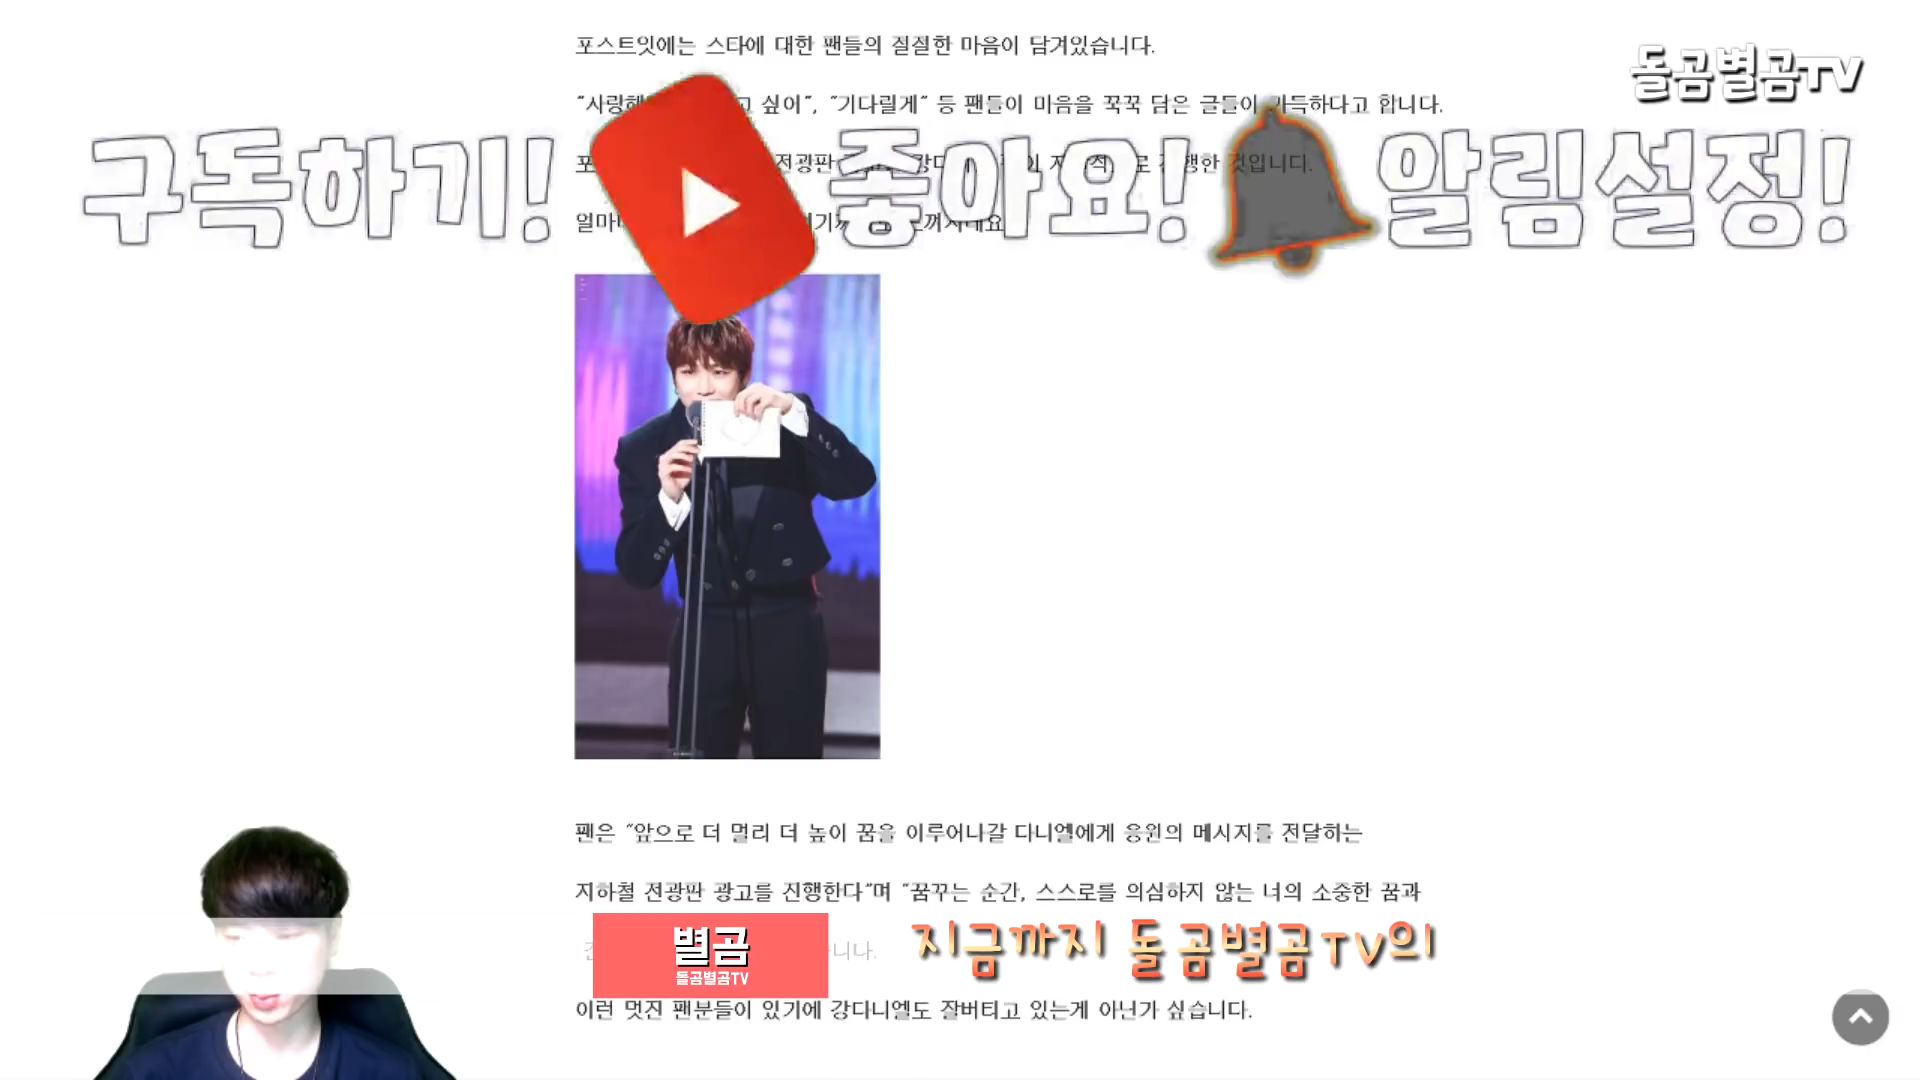 포스트잇에는 스타에 대한 팬들의 절절한 마음이 담겨있습니다.
돌곰별곰TV
싶어", "기다릴게" 등 팬들이 마음을 꾹꾹 담은 글들이 가득하다고 합니다.
구독하기! 좋아요! 알림설정!
전광판 것입니다.
팬은 "앞으로 더 멀리 더 높이 꿈을 이루어나갈 다니엘에게 응원의 메시지를 전달하는
지하철 전광판 광고를 진행한다"며 "꿈꾸는 순간, 스스로를 의심하지 않는 너의 소중한 꿈과
별곰
돌곰별곰TV
지금까지 돌곰별곰TV의
이런 멋진 팬분들이 있기에 강다니엘도 잘버티고 있는게 아닌가 싶습니다.